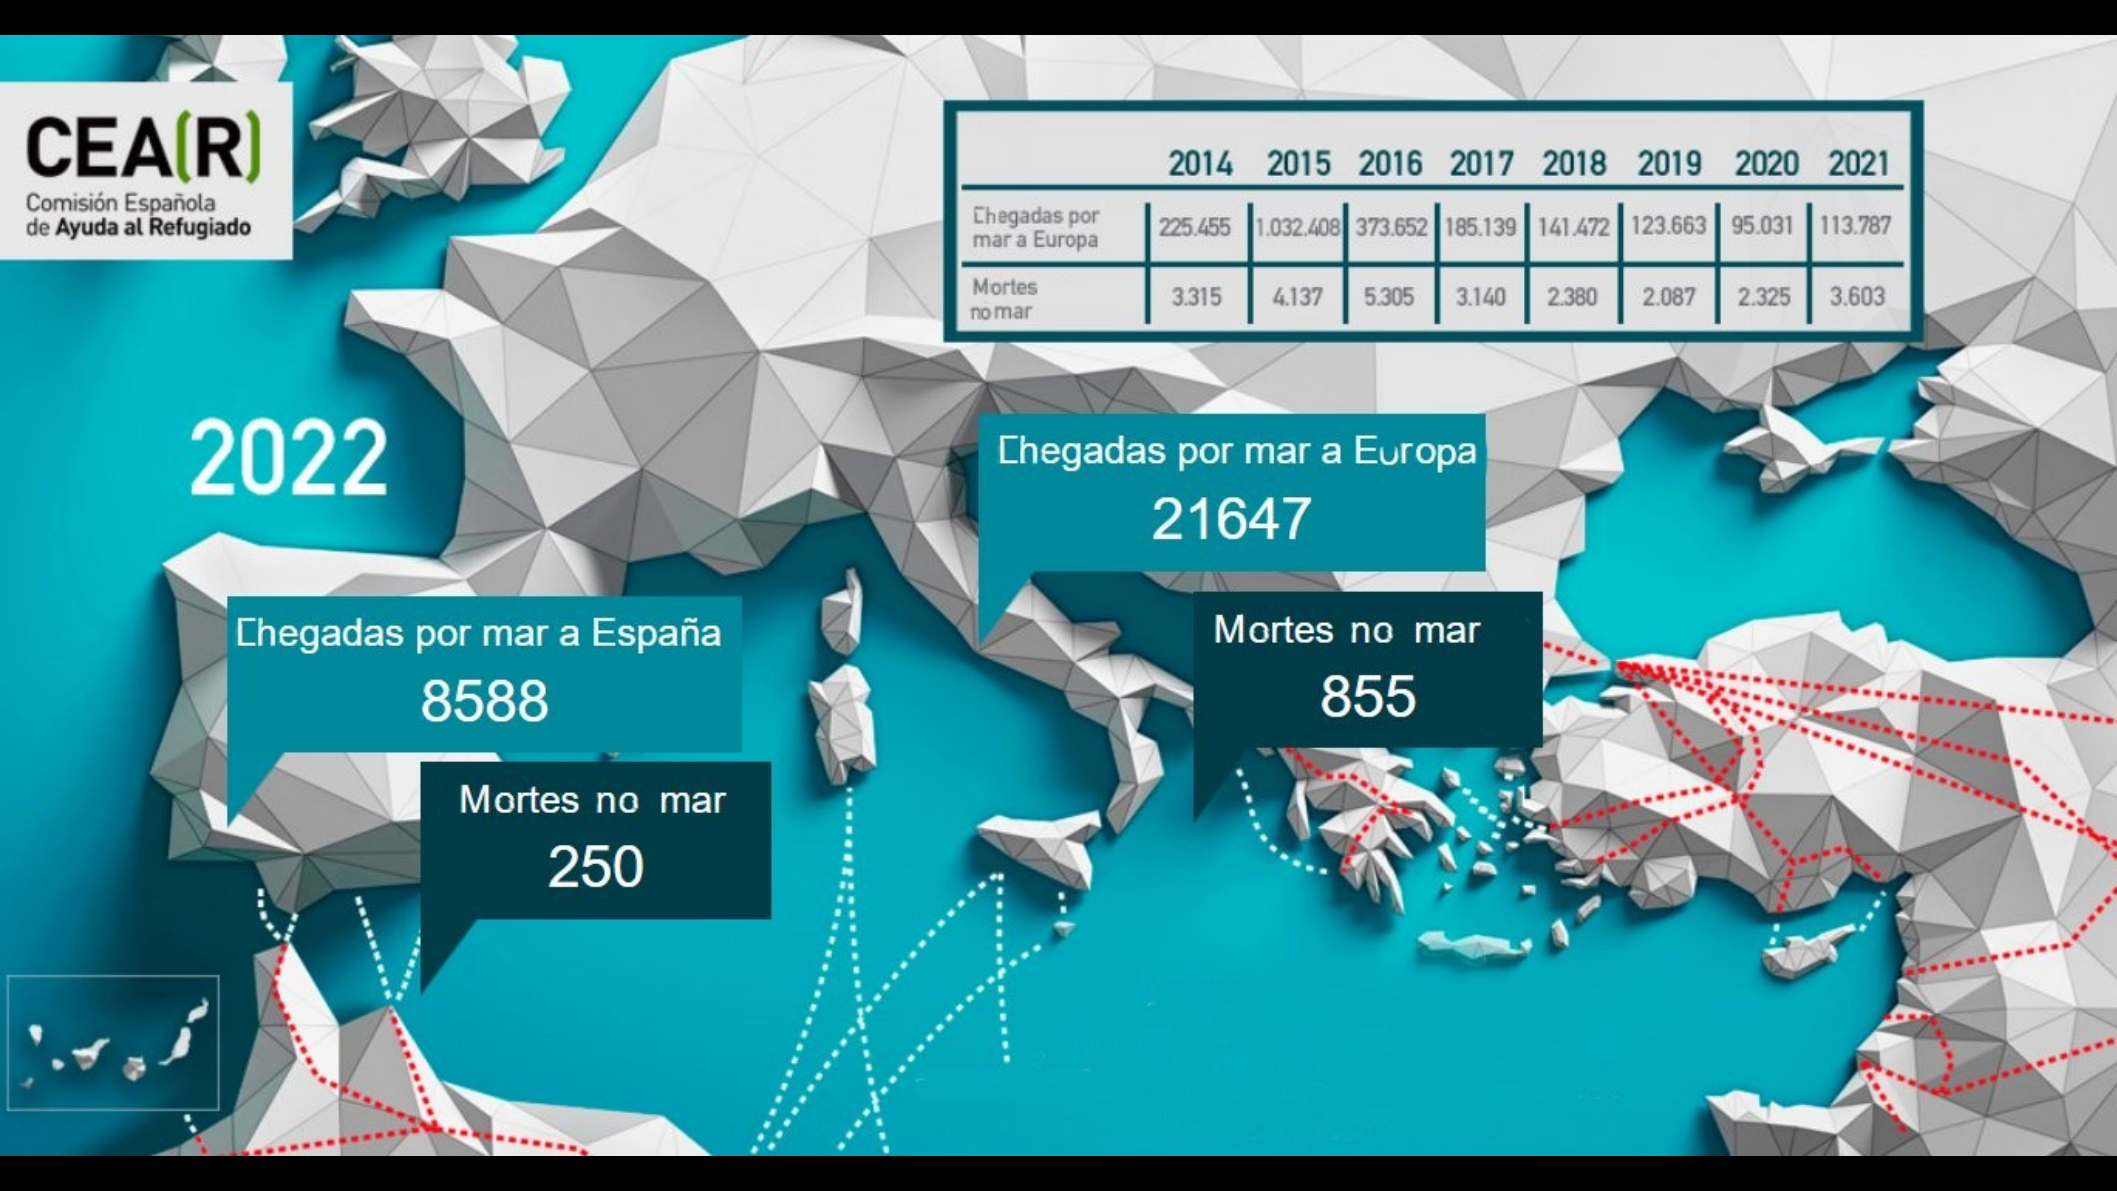 CEA(R)
Comisión Española
de Ayuda al Refugiado
2014 2015 2016 2017 2018 2019 2020 2021
Chegadas por
mar a Europa
225.455 1.032.408 373.652 185.139 141.472 123.663 95.031 113.787
Mortes
no mar
3.315 4.137 5.305 3.140 2.380 2.087 2.325 3.603
2022
Chegadas por mar a Europa
21647
Mortes no mar
855
Chegadas por mar a España
8588
Mortes no mar
250